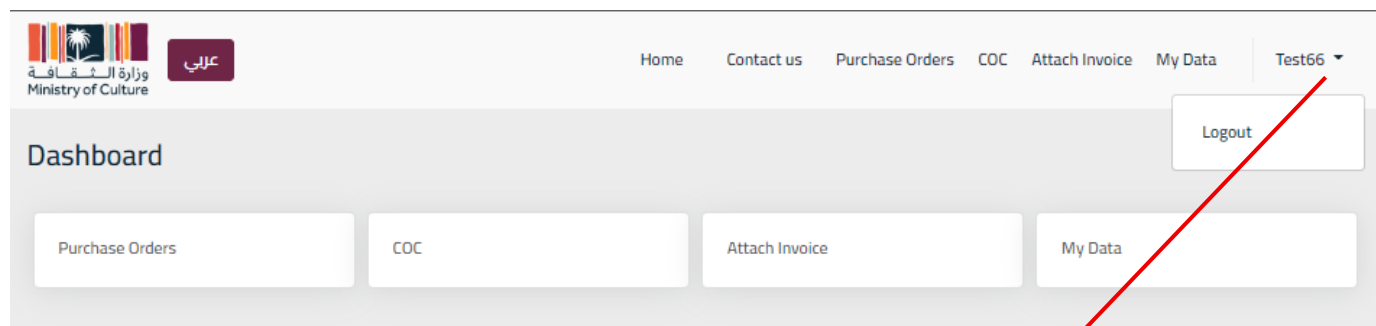 وزارة الـثـقـافـة
Ministry of Culture
عربي
Home Contact us Purchase Orders COC Attach Invoice My Data Test66
Logout
Dashboard
Purchase Orders COC Attach Invoice My Data